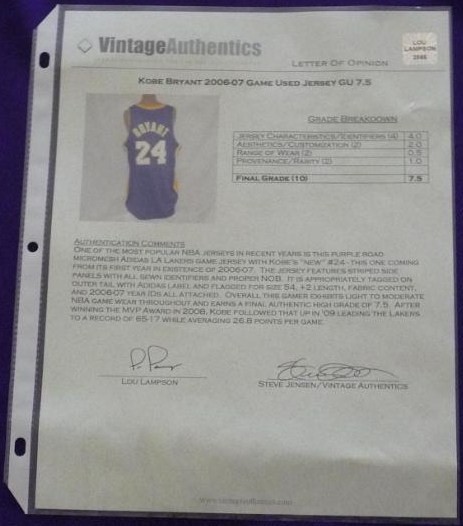 VintageAuthentics
LETTER OF OPINION
LOU
LAMPSON
KOBE BRYANT 2006-07 GAME USED JERSEY GU 7.5
BRYANT
24
GRADE BREAKDOWN
JERSEY CHARACTERISTICS/IDENTIFIERS (4) 4.0
AESTHETICS/CUSTOMIZATION (2) 2.0
RANGE OF WEAR (2) 0.5
PROVENANCE/RARITY (2) 1.0
FINAL GRADE (10) 7.5
AUTHENTICATION COMMENTS
ONE OF THE MOST POPULAR NBA JERSEYS IN RECENT YEARS IS THIS PURPLE ROAD
MICROMESH ADIDAS LA LAKERS GAME JERSEY WITH KOBE'S "NEW" #24 - THIS ONE COMING
FROM ITS FIRST YEAR IN EXISTENCE OF 2006-07. THE JERSEY FEATURES STRIPED SIDE
PANELS WITH ALL SEWN IDENTIFIERS AND PROPER NOB. IT IS APPROPRIATELY TAGGED ON
OUTER TAIL WITH ADIDAS LABEL AND FLAGGED FOR SIZE 54, +2 LENGTH, FABRIC CONTENT,
AND 2006-07 YEAR IDS ALL ATTACHED. OVERALL, THIS GAMER EXHIBITS LIGHT TO MODERATE
NBA GAME WEAR THROUGHOUT AND EARNS A FINAL AUTHENTIC HIGH GRADE OF 7.5. AFTER
WINNING THE MVP AWARD IN 2008, KOBE FOLLOWED THAT UP IN '09 LEADING THE LAKERS
TO A RECORD OF 65-17 WHILE AVERAGING 26.8 POINTS PER GAME.
LOU LAMPSON
STEVE JENSEN/VINTAGE AUTHENTICS
www.vintageauthentics.com